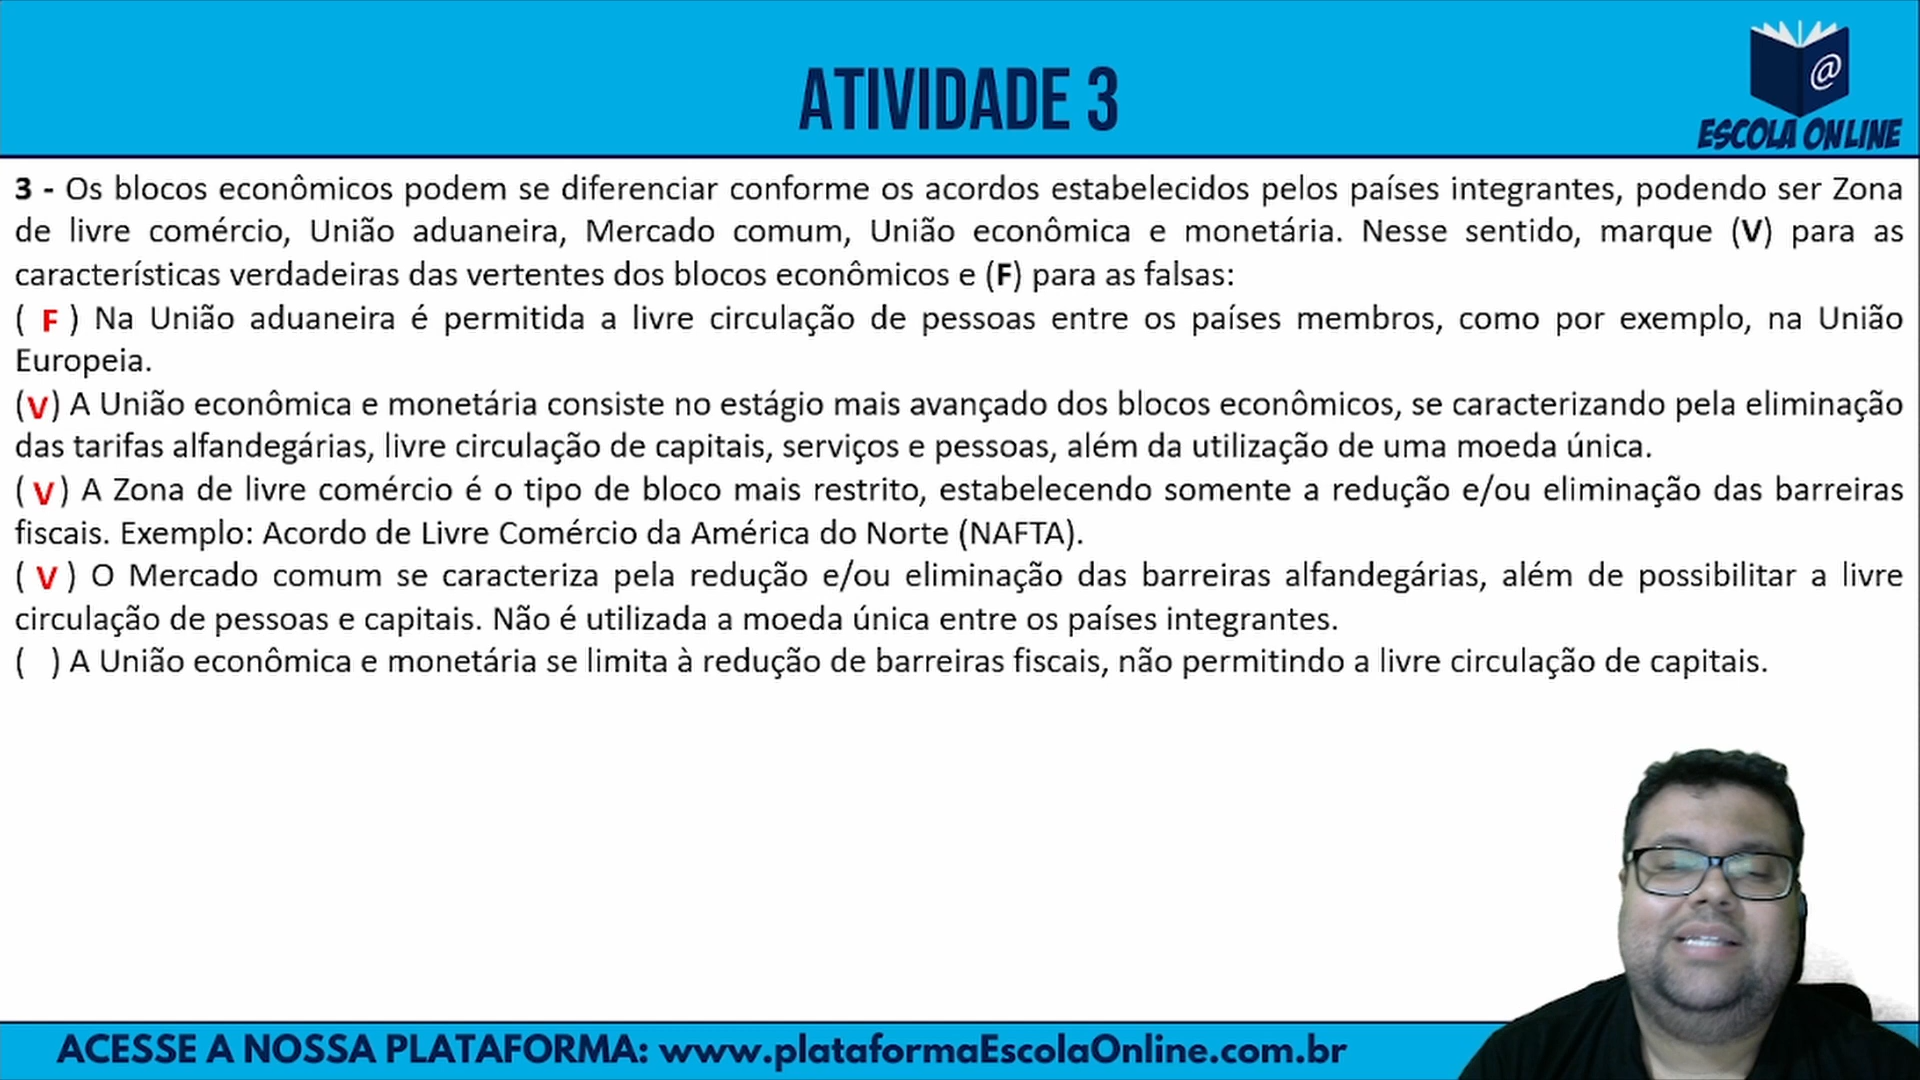 ATIVIDADE 3
@
ESCOLA ONLINE
3 - Os blocos econômicos podem se diferenciar conforme os acordos estabelecidos pelos países integrantes, podendo ser Zona
de livre comércio, União aduaneira, Mercado comum, União econômica e monetária. Nesse sentido, marque (V) para as
características verdadeiras das vertentes dos blocos econômicos e (F) para as falsas:
( F ) Na União aduaneira é permitida a livre circulação de pessoas entre os países membros, como por exemplo, na União
Europeia.
(V) A União econômica e monetária consiste no estágio mais avançado dos blocos econômicos, se caracterizando pela eliminação
das tarifas alfandegárias, livre circulação de capitais, serviços e pessoas, além da utilização de uma moeda única.
( V ) A Zona de livre comércio é o tipo de bloco mais restrito, estabelecendo somente a redução e/ou eliminação das barreiras
fiscais. Exemplo: Acordo de Livre Comércio da América do Norte (NAFTA).
( V ) O Mercado comum se caracteriza pela redução e/ou eliminação das barreiras alfandegárias, além de possibilitar a livre
circulação de pessoas e capitais. Não é utilizada a moeda única entre os países integrantes.
( ) A União econômica e monetária se limita à redução de barreiras fiscais, não permitindo a livre circulação de capitais.
ACESSE A NOSSA PLATAFORMA: www.plataformaEscolaOnline.com.br